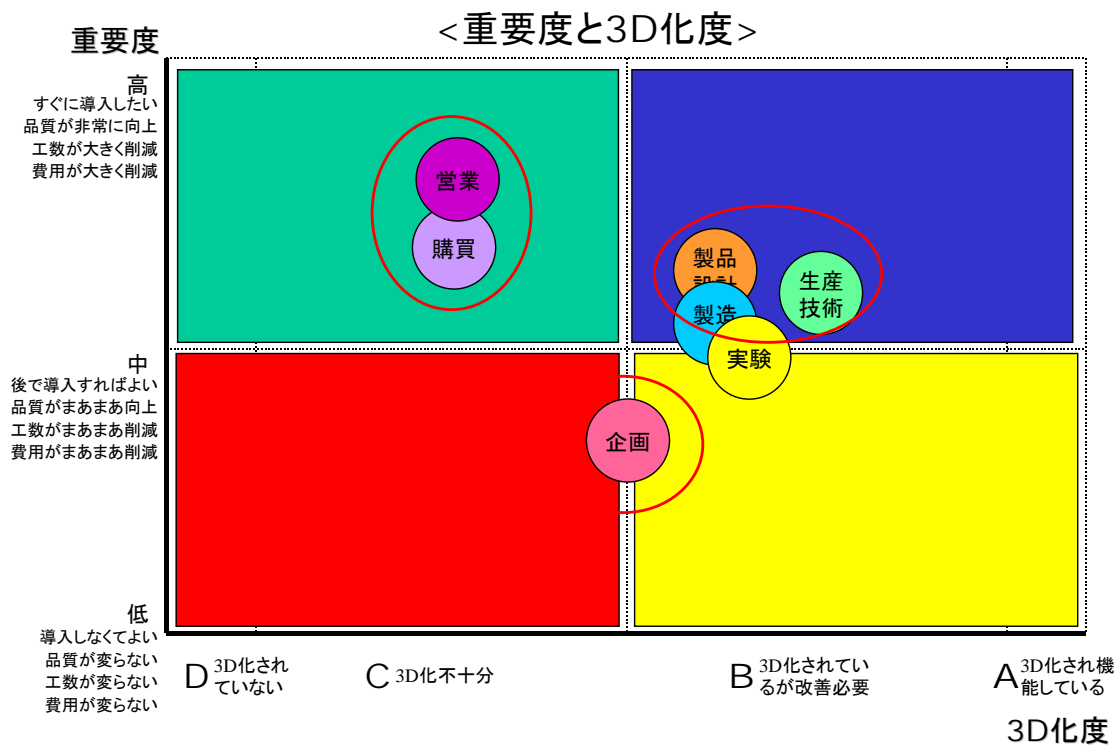 <重要度と3D化度>
重要度
高
すぐに導入したい
品質が非常に向上
工数が大きく削減
費用が大きく削減
営業
購買
製品
設計
製造
生産
技術
実験
中
後で導入すればよい
品質がまあまあ向上
工数がまあまあ削減
費用がまあまあ削減
企画
低
導入しなくてよい
品質が変らない
工数が変らない
費用が変らない
D 3D化され
ていない
C 3D化不十分
B 3D化されてい
るが改善必要
A 3D化され機
能している
3D化度